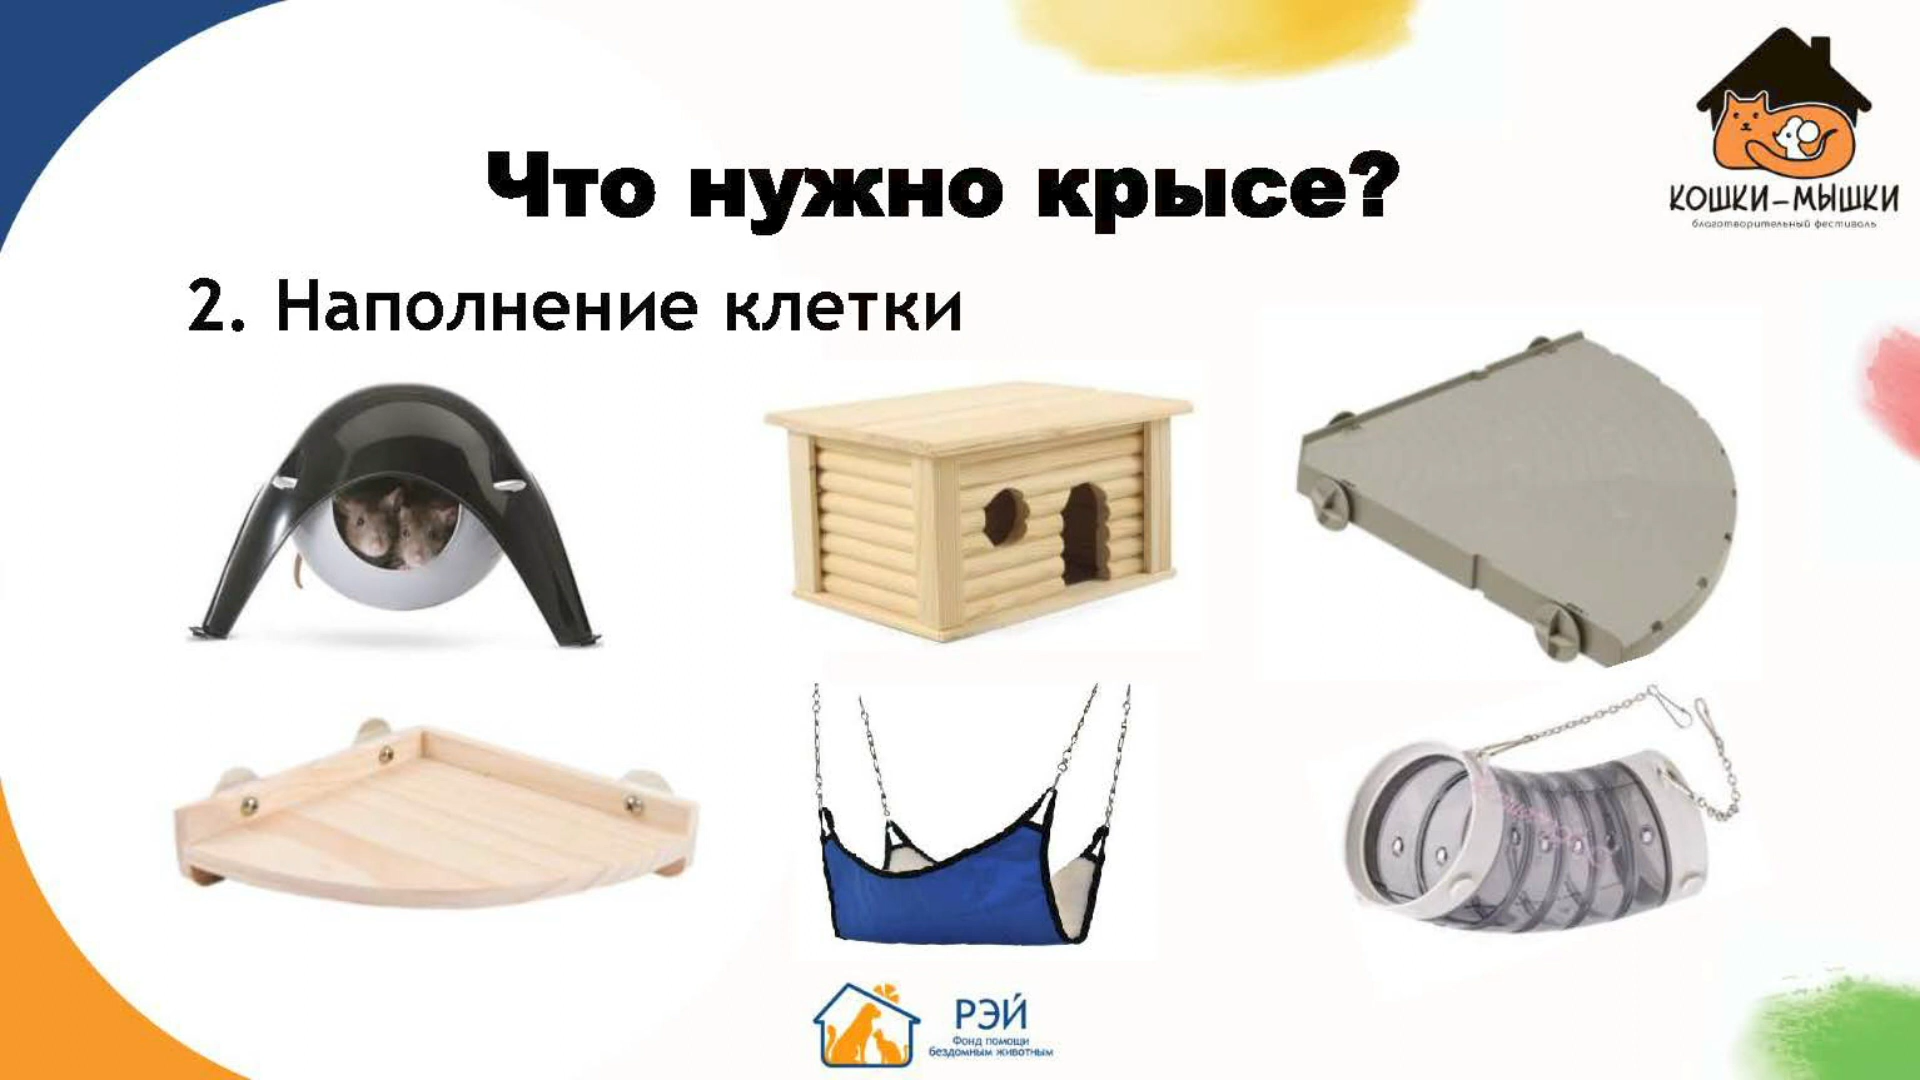 Что нужно крысе?
КОШКИ-МЫШКИ
благотворительный фестиваль
2. Наполнение клетки
РЭЙ
Фонд помощи
бездомным животным